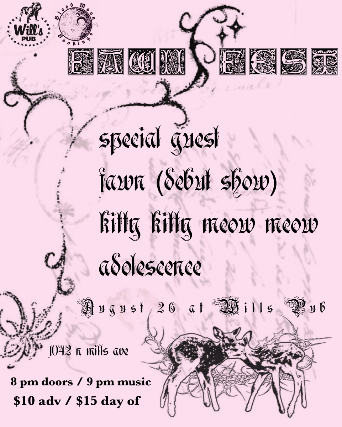 Will's
PUB
FAWN FEST
special guest
fawn (debut show)
kitty kitty meow meow
adolescence
August 26 at Wills Pub
1042 n mills ave
8 pm doors / 9 pm music
$10 adv / $15 day of